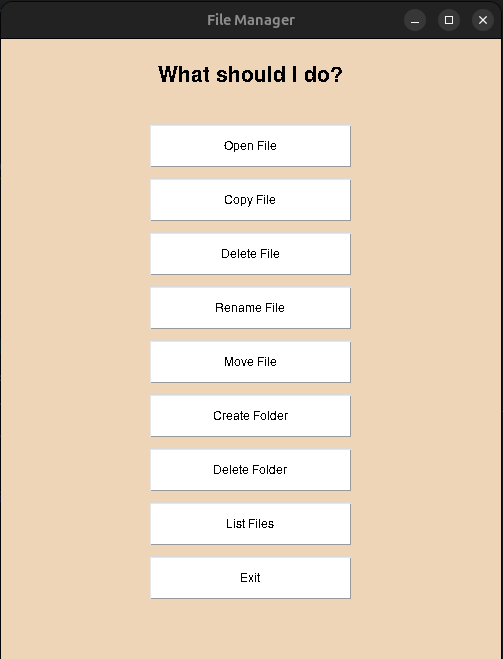 File Manager
What should I do?
Open File
Copy File
Delete File
Rename File
Move File
Create Folder
Delete Folder
List Files
Exit